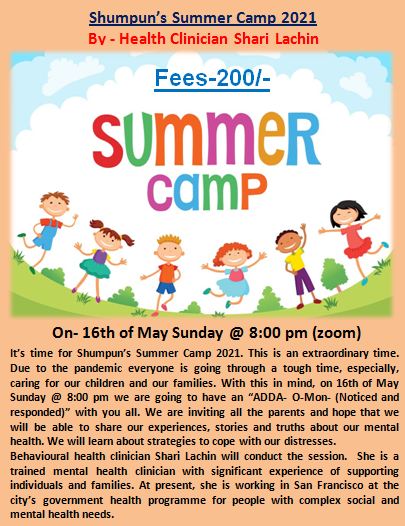 Shumpun's Summer Camp 2021
By - Health Clinician Shari Lachin
Fees-200/-
SUMMER
camp
On- 16th of May Sunday @ 8:00 pm (zoom)
It's time for Shumpun's Summer Camp 2021. This is an extraordinary time.
Due to the pandemic everyone is going through a tough time, especially,
caring for our children and our families. With this in mind, on 16th of May
Sunday @ 8:00 pm we are going to have an "ADDA- O-Mon- (Noticed and
responded)" with you all. We are inviting all the parents and hope that we
will be able to share our experiences, stories and truths about our mental
health. We will learn about strategies to cope with our distresses.
Behavioural health clinician Shari Lachin will conduct the session.  She is a
trained mental health clinician with significant experience of supporting
individuals and families. At present, she is working in San Francisco at the
city's government health programme for people with complex social and
mental health needs.